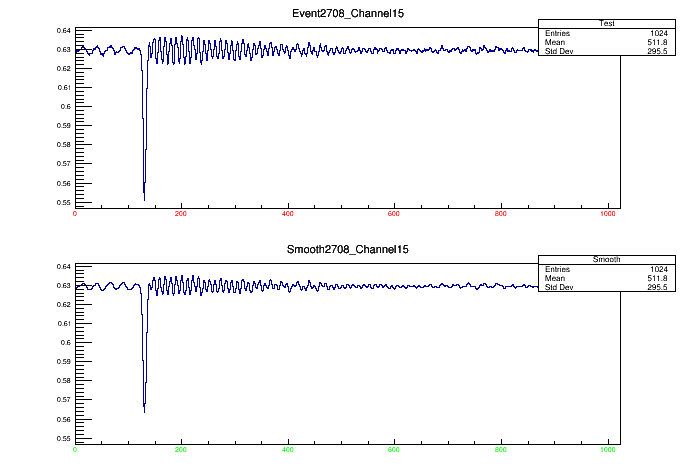 Event2708_Channel15
Test
Entries 1024
Mean 511.8
Std Dev 295.5
0.64
0.63
0.62
0.61
0.6
0.59
0.58
0.57
0.56
0.55
0 200 400 600 800 1000
Smooth2708_Channel15
Smooth
Entries 1024
Mean 511.8
Std Dev 295.5
0.64
0.63
0.62
0.61
0.6
0.59
0.58
0.57
0.56
0.55
0 200 400 600 800 1000